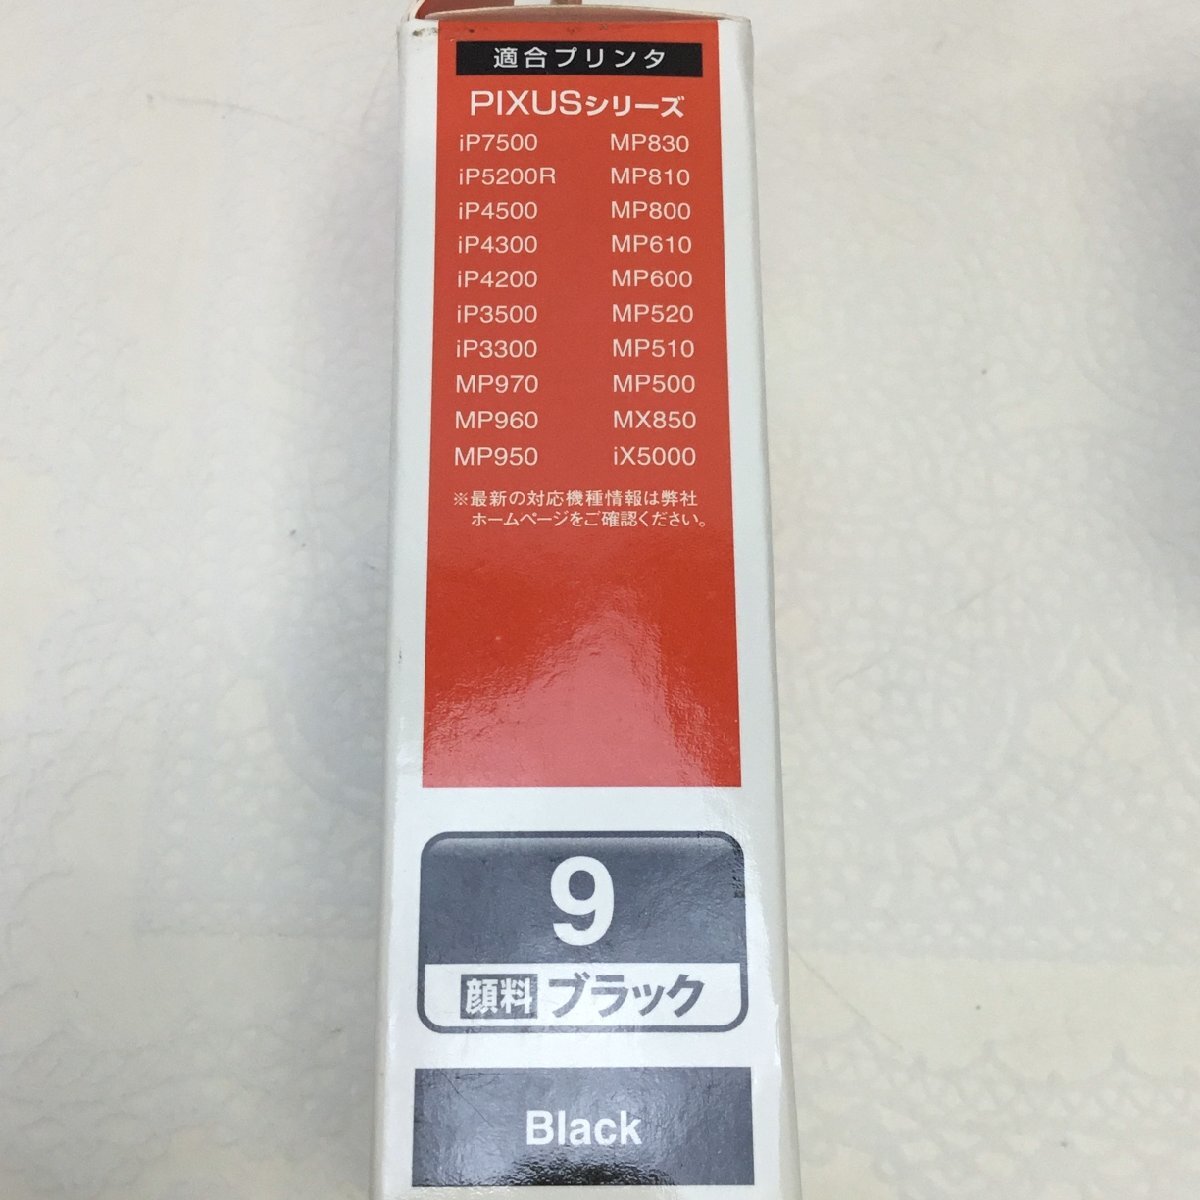 適合プリンタ
PIXUSシリーズ
iP7500 MP830
iP5200R MP810
iP4500 MP800
iP4300 MP610
iP4200 MP600
iP3500 MP520
iP3300 MP510
MP970 MP500
MP960 MX850
MP950 iX5000
※最新の対応機種情報は弊社
ホームページをご確認ください。
9
顔料 ブラック
Black